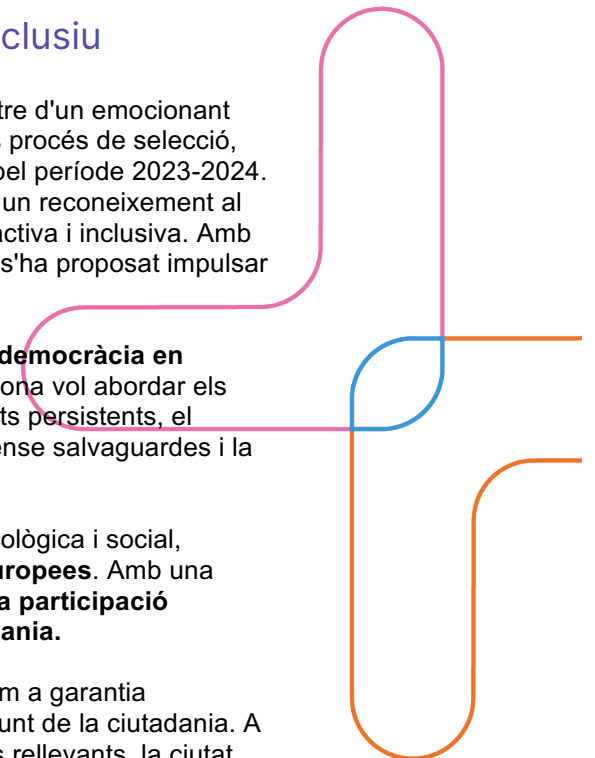 clusiu
tre d'un emocionant
s procés de selecció,
pel període 2023-2024.
un reconeixement al
activa i inclusiva. Amb
s'ha proposat impulsar
democràcia en
ona vol abordar els
ts persistents, el
ense salvaguardes i la
ològica i social,
uropees. Amb una
a participació
ania.
m a garantia
unt de la ciutadania. A
s rellevants, la ciutat